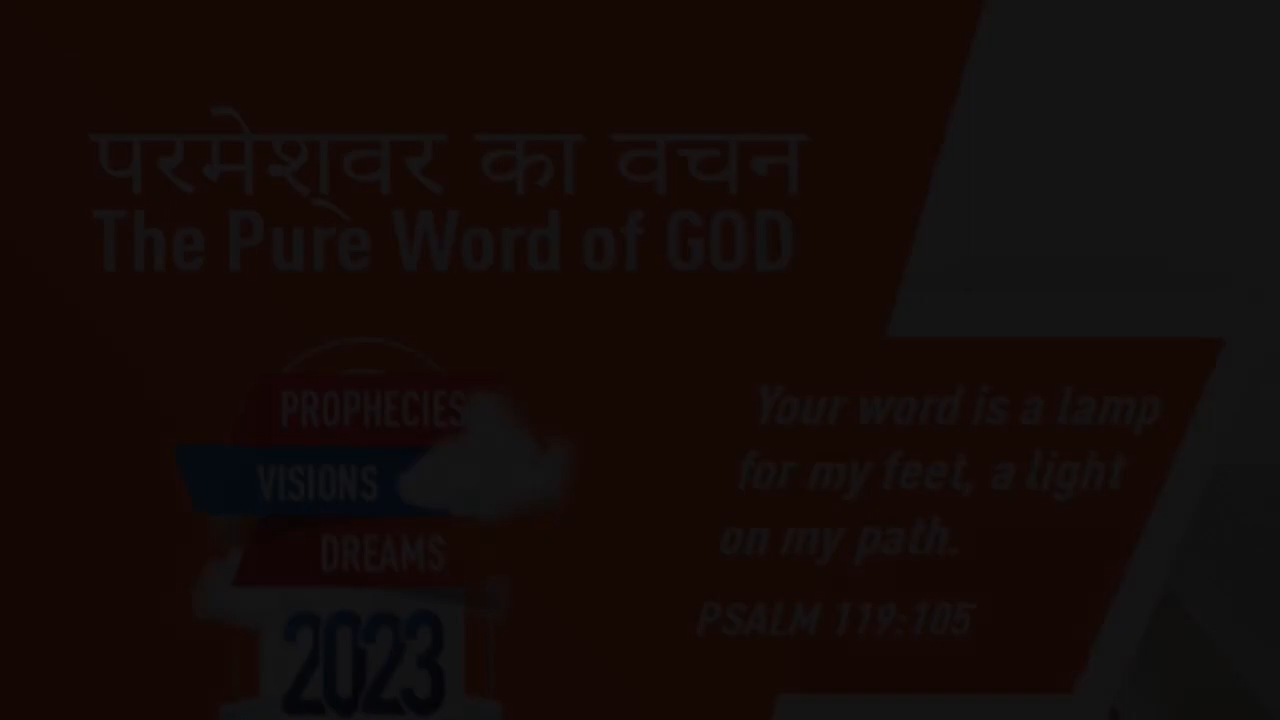 परमेश्वर का वचन
The Pure Word of GOD
PROPHECIES
VISIONS
DREAMS
2023
Your word is a lamp
for my feet, a light
on my path.
PSALM 119:105